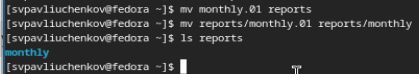 [svpavliuchenkov@fedora ~]$ mv monthly.01 reports
[svpavliuchenkov@fedora ~]$ mv reports/monthly.01 reports/monthly
[svpavliuchenkov@fedora ~]$ ls reports
monthly
[svpavliuchenkov@fedora ~]$